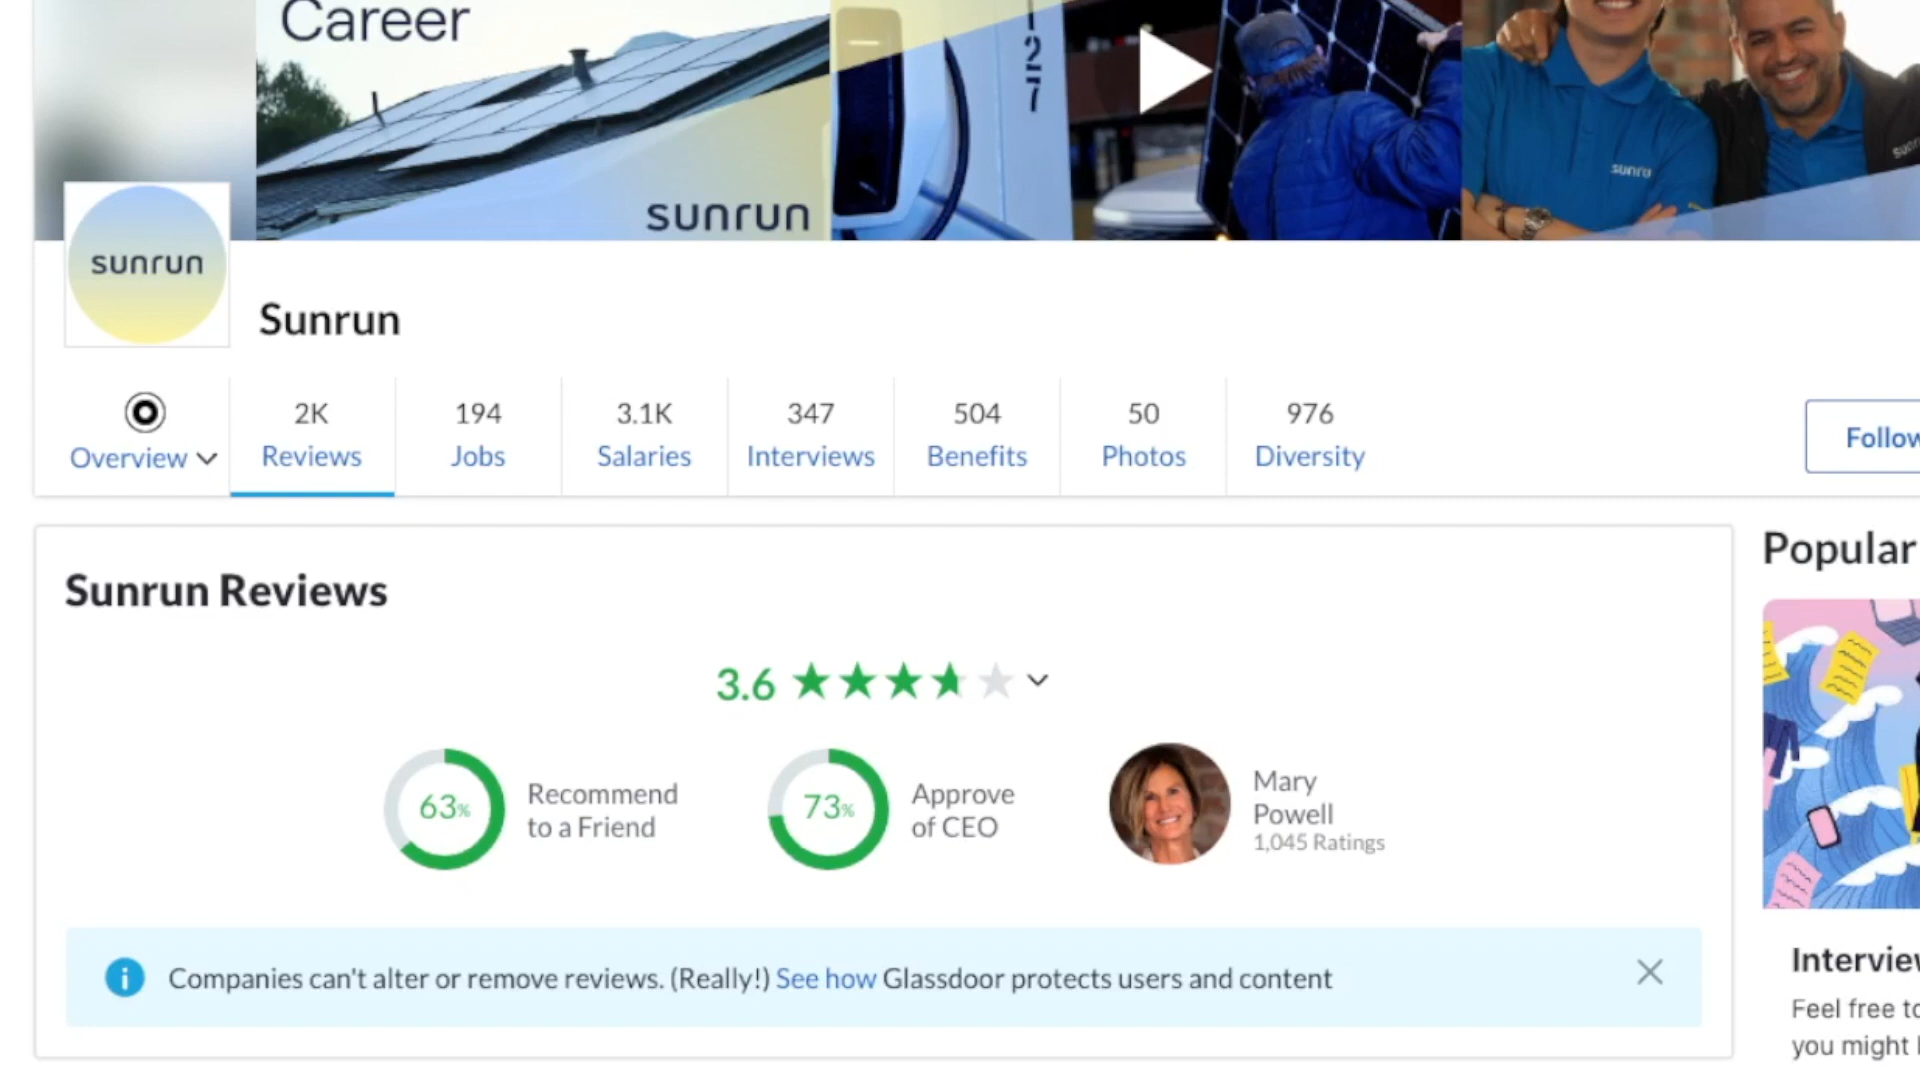 Career
127
sunrun
sunru
sunrun
Sunrun
Overview
2K
Reviews
194
Jobs
3.1K
Salaries
347
Interviews
504
Benefits
50
Photos
976
Diversity
Follow
Sunrun Reviews
3.6
63%
Recommend
to a Friend
73%
Approve
of CEO
Mary
Powell
1,045 Ratings
i
Companies can't alter or remove reviews. (Really!) See how Glassdoor protects users and content
Popular
Interview
Feel free to
you might